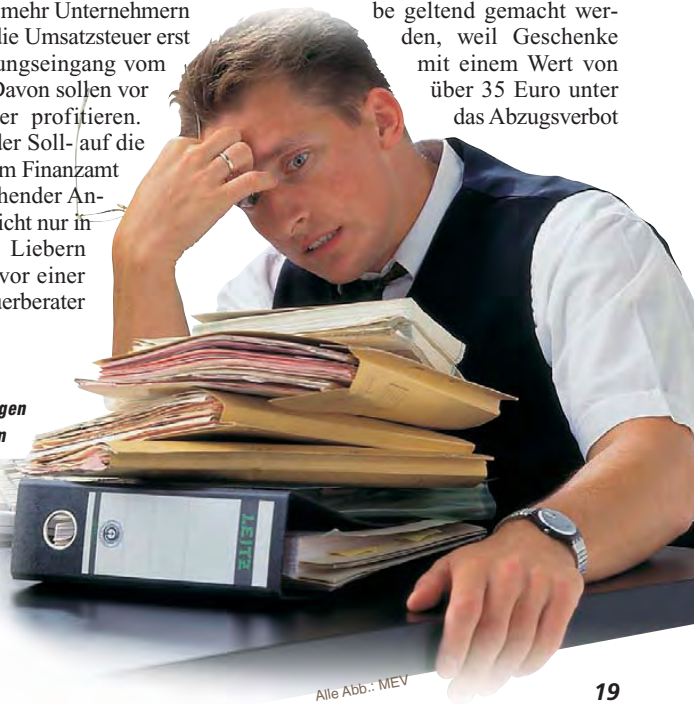 mehr Unternehmern
die Umsatzsteuer erst
ungseingang vom
Davon sollen vor
er profitieren.
der Soll- auf die
m Finanzamt
hender An-
icht nur in
Liebern
vor einer
uerberater
gen
n
be geltend gemacht wer-
den, weil Geschenke
mit einem Wert von
über 35 Euro unter
das Abzugsverbot
LEITZ
Alle Abb.: MEV
19